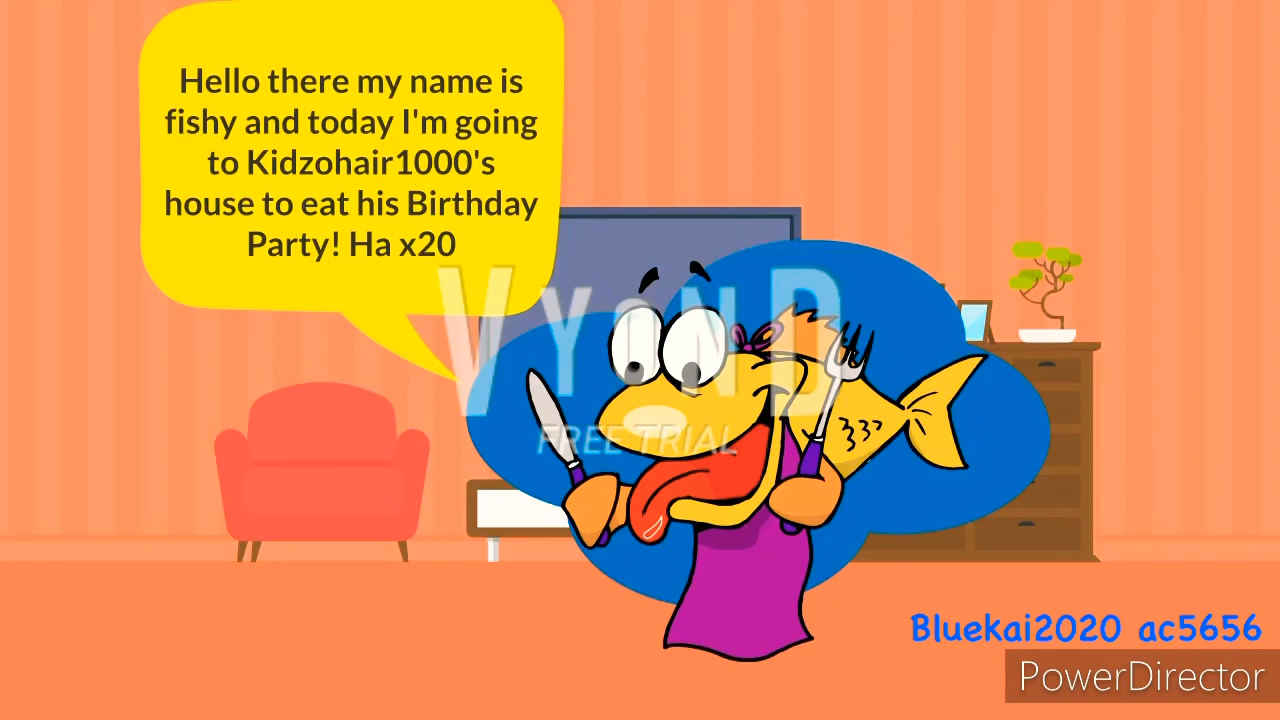 Hello there my name is
fishy and today I'm going
to Kidzohair1000's
house to eat his Birthday
Party! Ha x20
VYOND
FREE TRIAL
Bluekai2020 ac5656
PowerDirector